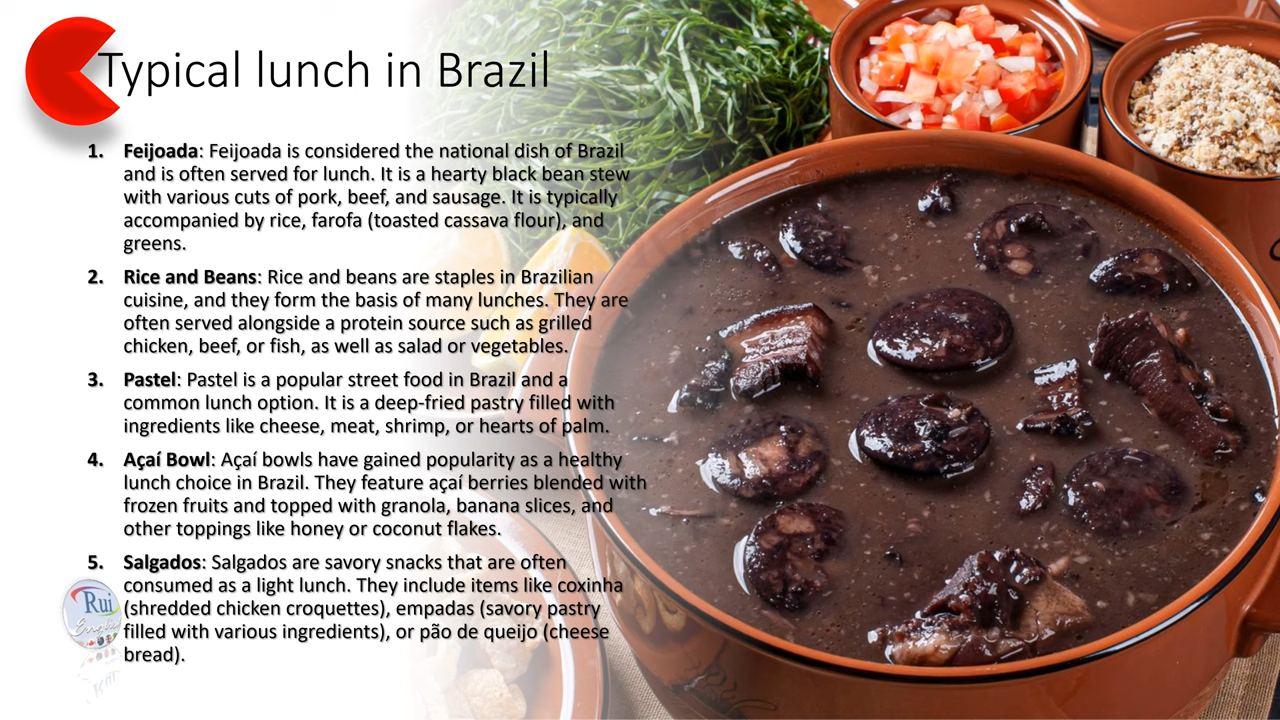 Typical lunch in Brazil
1. Feijoada: Feijoada is considered the national dish of Brazil
and is often served for lunch. It is a hearty black bean stew
with various cuts of pork, beef, and sausage. It is typically
accompanied by rice, farofa (toasted cassava flour), and
greens.
2. Rice and Beans: Rice and beans are staples in Brazilian
cuisine, and they form the basis of many lunches. They are
often served alongside a protein source such as grilled
chicken, beef, or fish, as well as salad or vegetables.
3. Pastel: Pastel is a popular street food in Brazil and a
common lunch option. It is a deep-fried pastry filled with
ingredients like cheese, meat, shrimp, or hearts of palm.
4. Açaí Bowl: Açaí bowls have gained popularity as a healthy
lunch choice in Brazil. They feature açaí berries blended with
frozen fruits and topped with granola, banana slices, and
other toppings like honey or coconut flakes.
5. Salgados: Salgados are savory snacks that are often
consumed as a light lunch. They include items like coxinha
(shredded chicken croquettes), empadas (savory pastry
filled with various ingredients), or pão de queijo (cheese
bread).
Rui